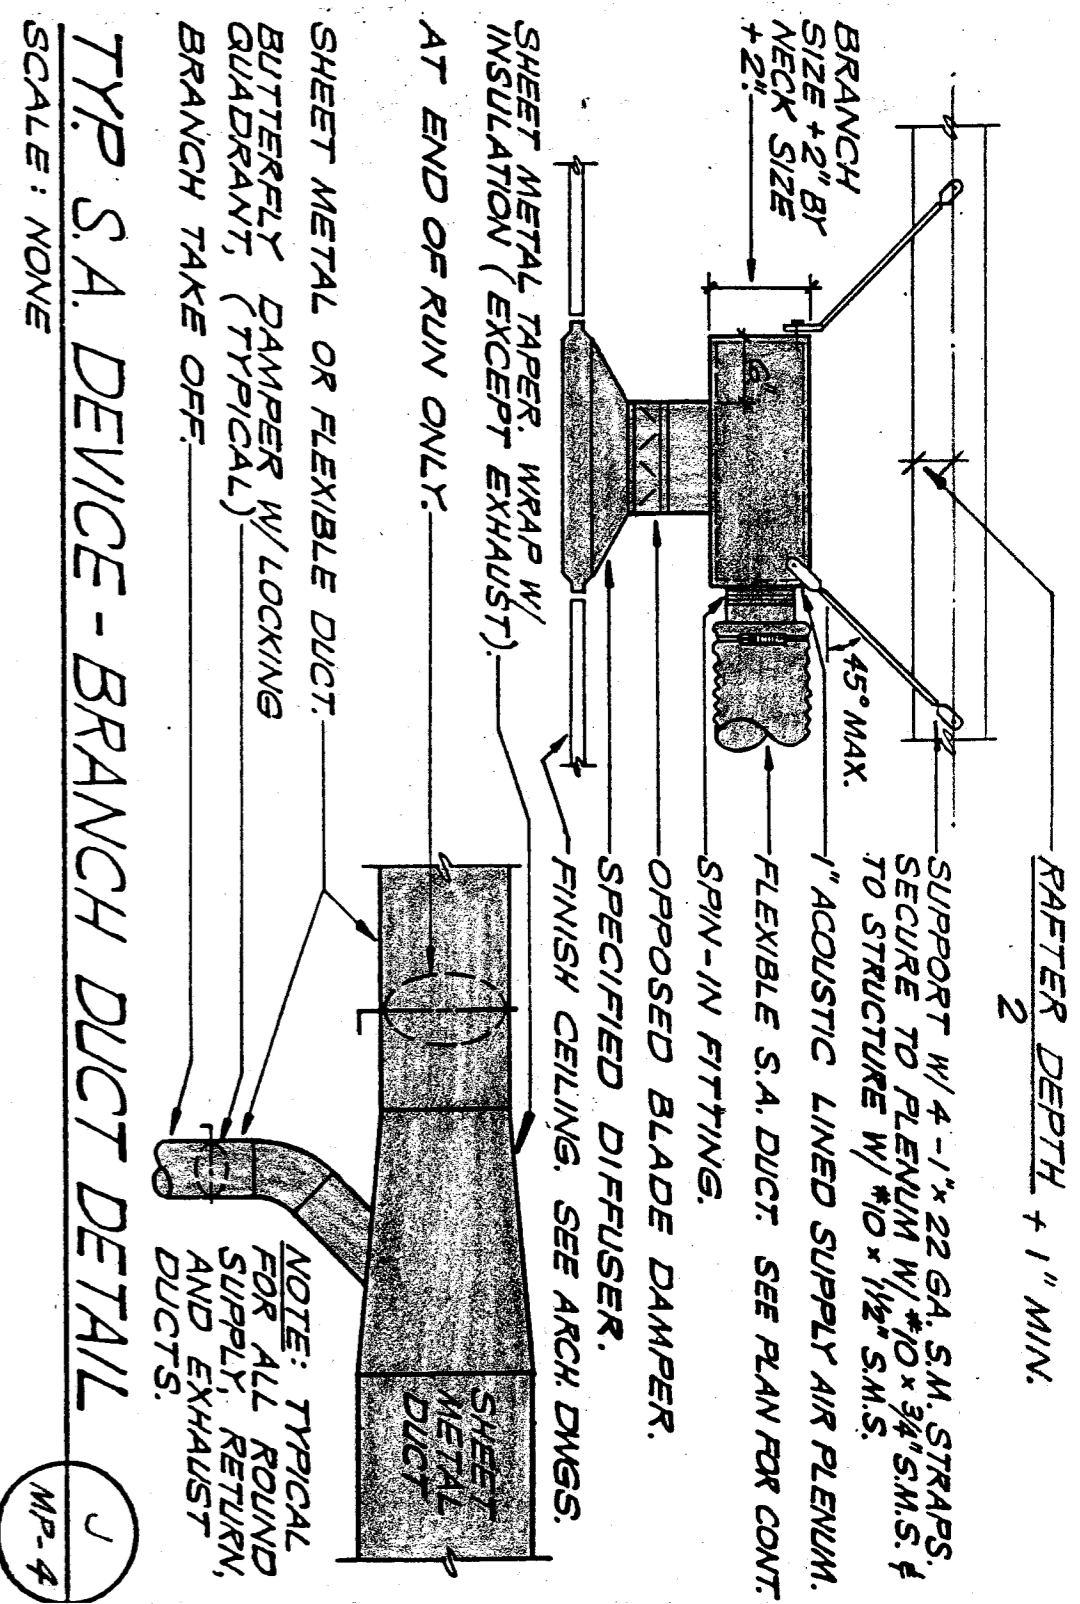 RAFTER DEPTH + 1" MIN.
2
SUPPORT W/ 4 - 1" x 22 GA. S.M. STRAPS.
SECURE TO PLENUM W/ #10 x 3/4" S.M.S. &
TO STRUCTURE W/ #10 x 1 1/2" S.M.S.
BRANCH
SIZE +2" BY
NECK SIZE
+2".
6"
45° MAX.
1" ACOUSTIC LINED SUPPLY AIR PLENUM.
FLEXIBLE S.A. DUCT. SEE PLAN FOR CONT.
SPIN-IN FITTING.
OPPOSED BLADE DAMPER.
SPECIFIED DIFFUSER.
FINISH CEILING. SEE ARCH. DWGS.
SHEET METAL TAPER. WRAP W/
INSULATION (EXCEPT EXHAUST).
AT END OF RUN ONLY.
SHEET METAL OR FLEXIBLE DUCT.
BUTTERFLY DAMPER W/ LOCKING
QUADRANT, (TYPICAL)
BRANCH TAKE OFF.
SHEET
METAL
DUCT
NOTE: TYPICAL
FOR ALL ROUND
SUPPLY, RETURN,
AND EXHAUST
DUCTS.
TYP. S.A. DEVICE - BRANCH DUCT DETAIL
SCALE: NONE
J
MP-4